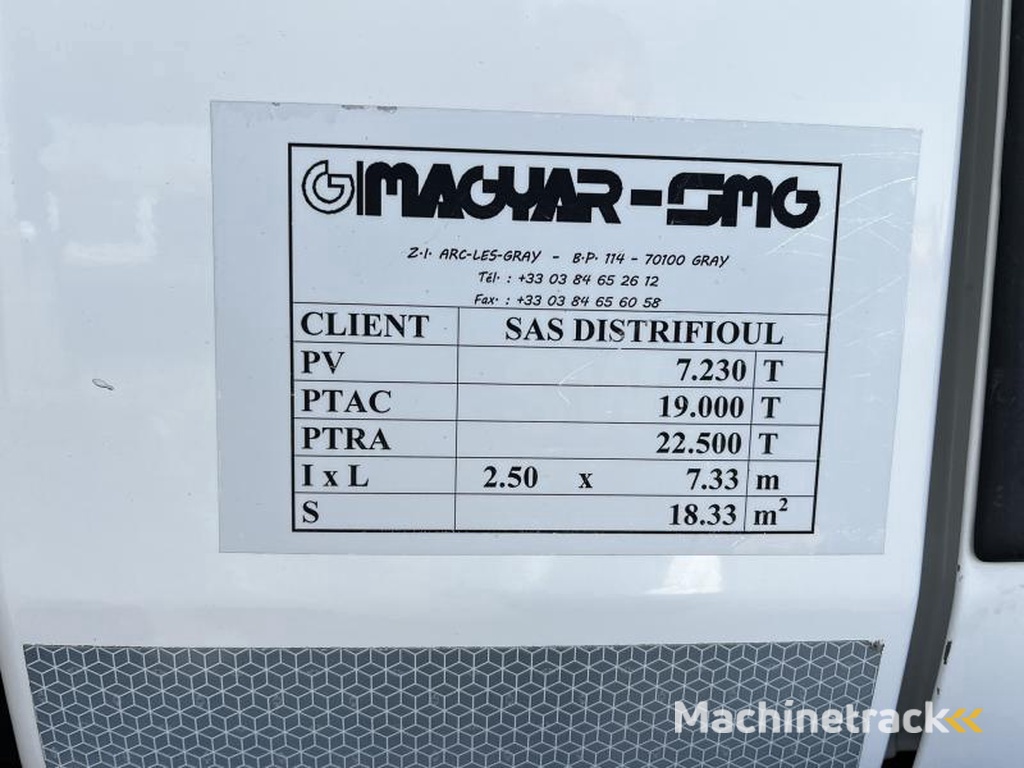 G MAGYAR-SMG
Z.I. ARC-LES-GRAY - B.P. 114 - 70100 GRAY
Tél. : +33 03 84 65 26 12
Fax. : +33 03 84 65 60 58
CLIENT SAS DISTRIFIOUL
PV 7.230 T
PTAC 19.000 T
PTRA 22.500 T
I x L 2.50 x 7.33 m
S 18.33 m²
Machinetrack